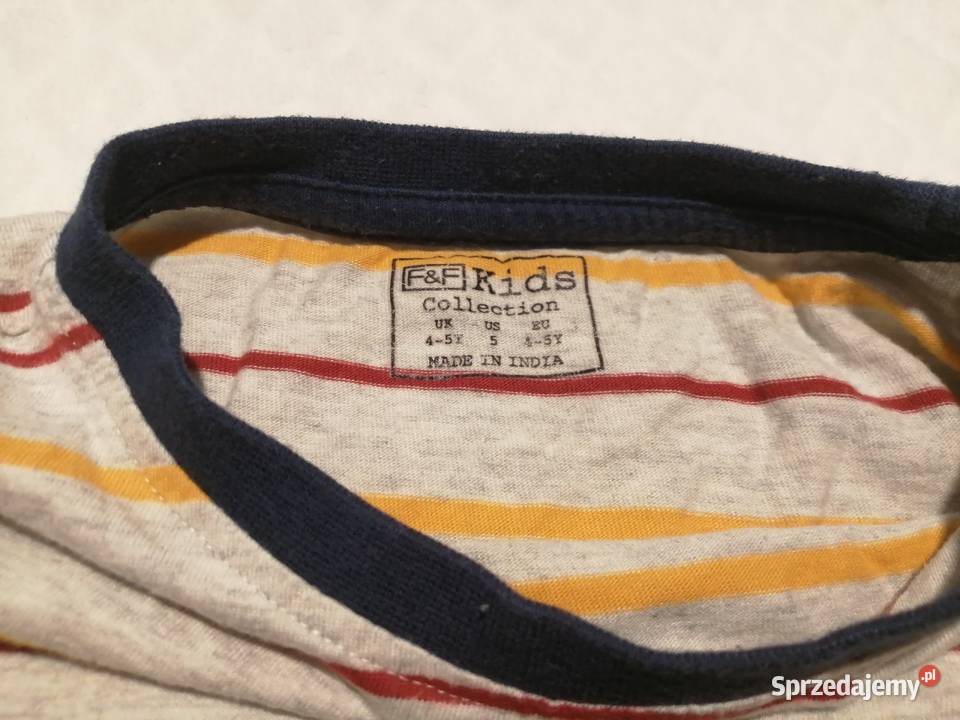 F&F Kids
Collection
UK US EU
4-5Y 5 4-5Y
MADE IN INDIA
Sprzedajemy.pl